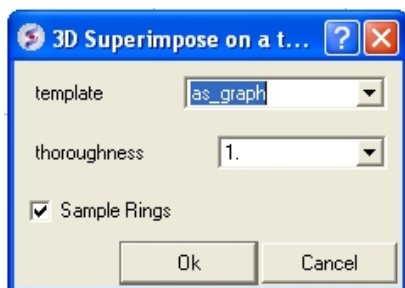 3D Superimpose on a t...
template as_graph
thoroughness 1.
Sample Rings
Ok Cancel